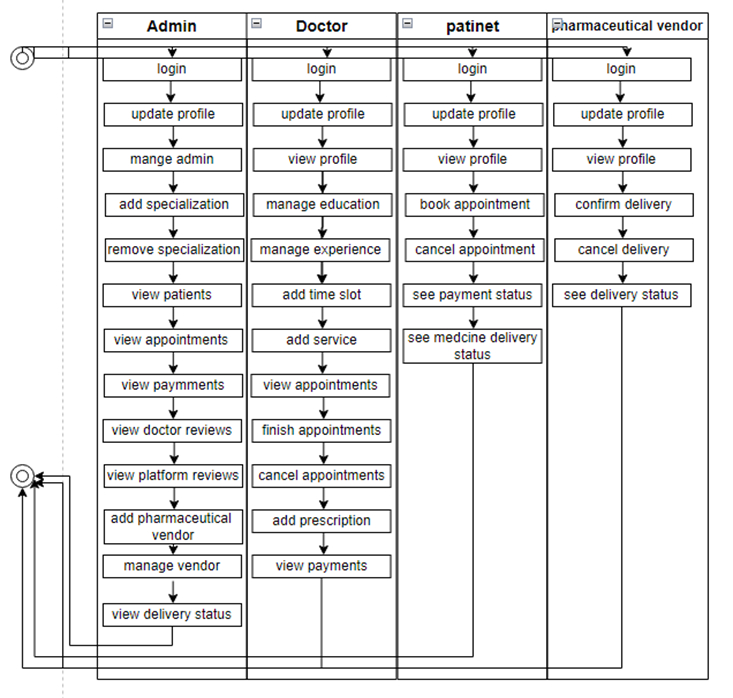 Admin
login
update profile
mange admin
add specialization
remove specialization
view patients
view appointments
view paymments
view doctor reviews
view platform reviews
add pharmaceutical
vendor
manage vendor
view delivery status
Doctor
login
update profile
view profile
manage education
manage experience
add time slot
add service
view appointments
finish appointments
cancel appointments
add prescription
view payments
patinet
login
update profile
view profile
book appointment
cancel appointment
see payment status
see medcine delivery
status
pharmaceutical vendor
login
update profile
view profile
confirm delivery
cancel delivery
see delivery status